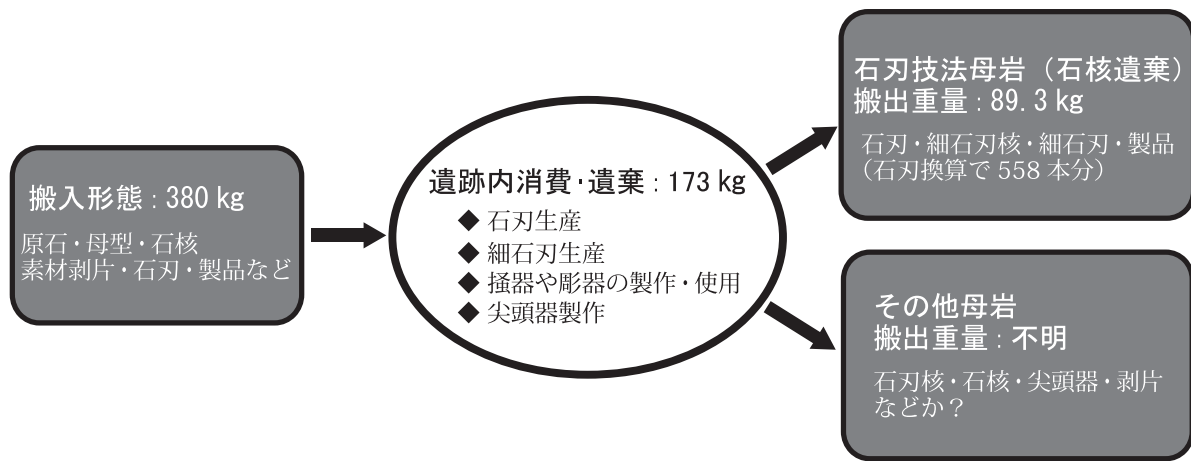 搬入形態 : 380 kg
原石・母型・石核
素材剥片・石刃・製品など
遺跡内消費・遺棄 : 173 kg
◆ 石刃生産
◆ 細石刃生産
◆ 掻器や彫器の製作・使用
◆ 尖頭器製作
石刃技法母岩（石核遺棄）
搬出重量 : 89.3 kg
石刃・細石刃核・細石刃・製品
（石刃換算で 558 本分）
その他母岩
搬出重量 : 不明
石刃核・石核・尖頭器・剥片
などか？